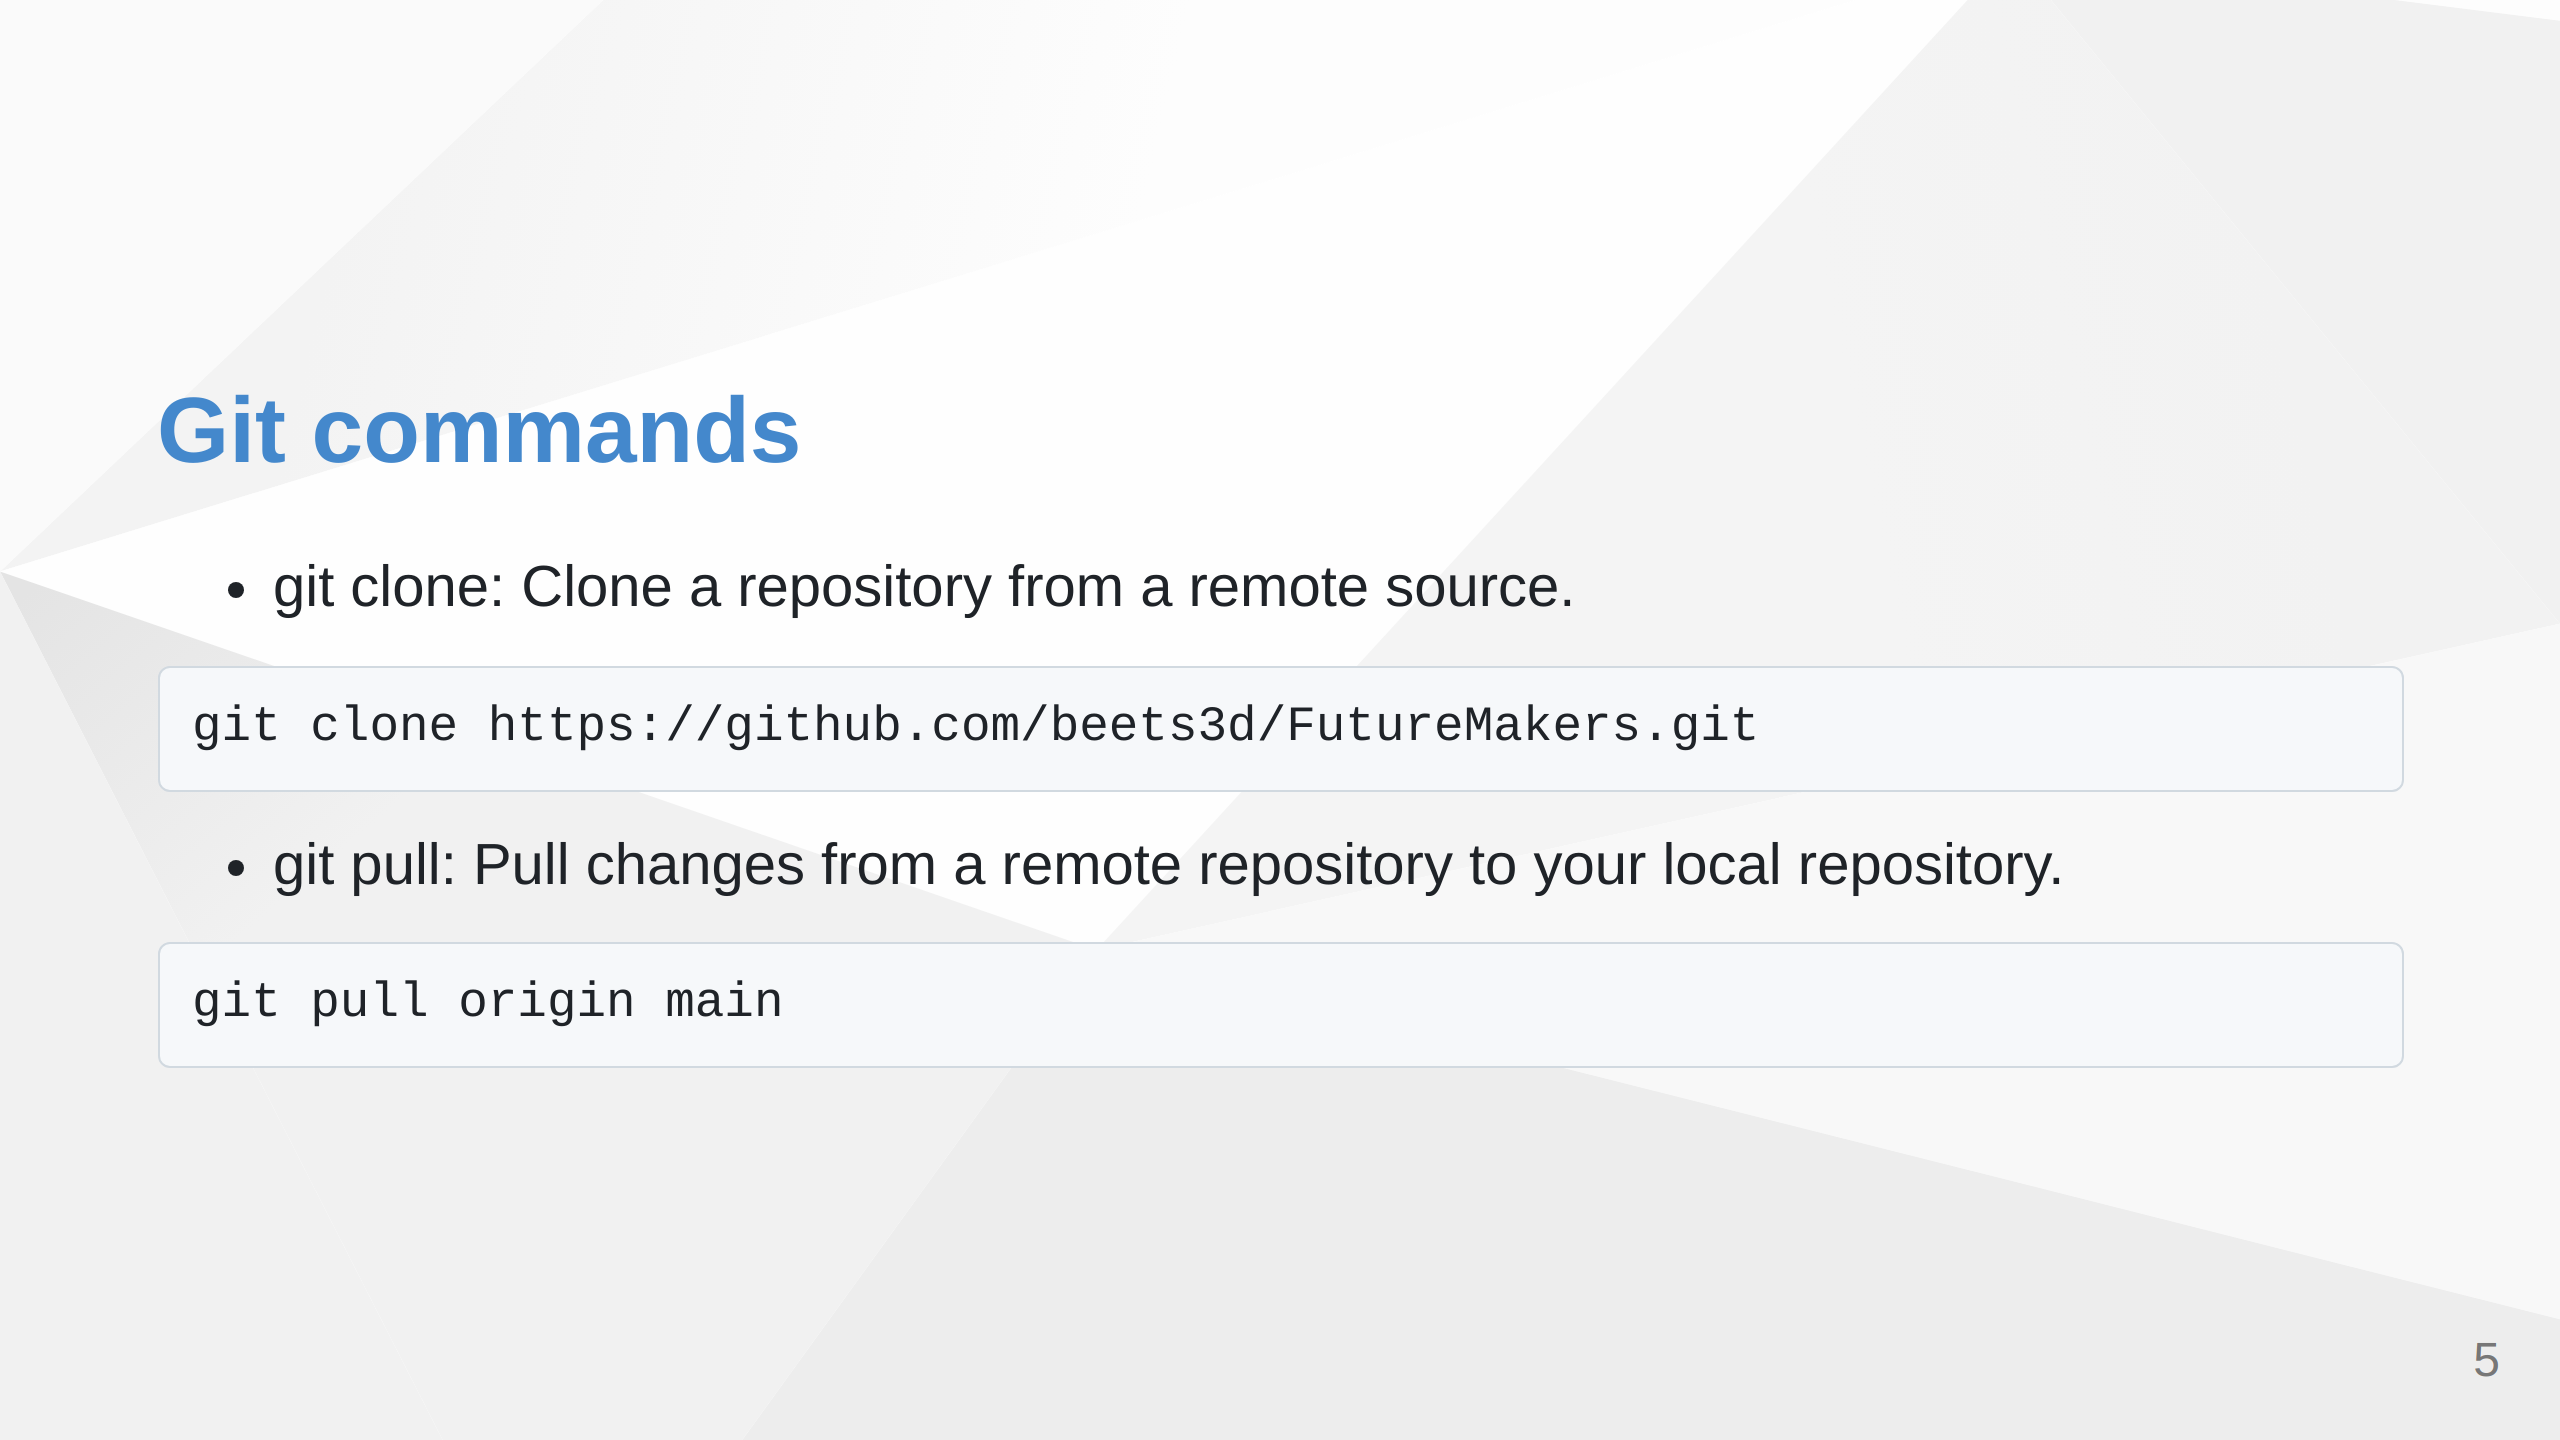 Git commands
• git clone: Clone a repository from a remote source.
git clone https://github.com/beets3d/FutureMakers.git
• git pull: Pull changes from a remote repository to your local repository.
git pull origin main
5